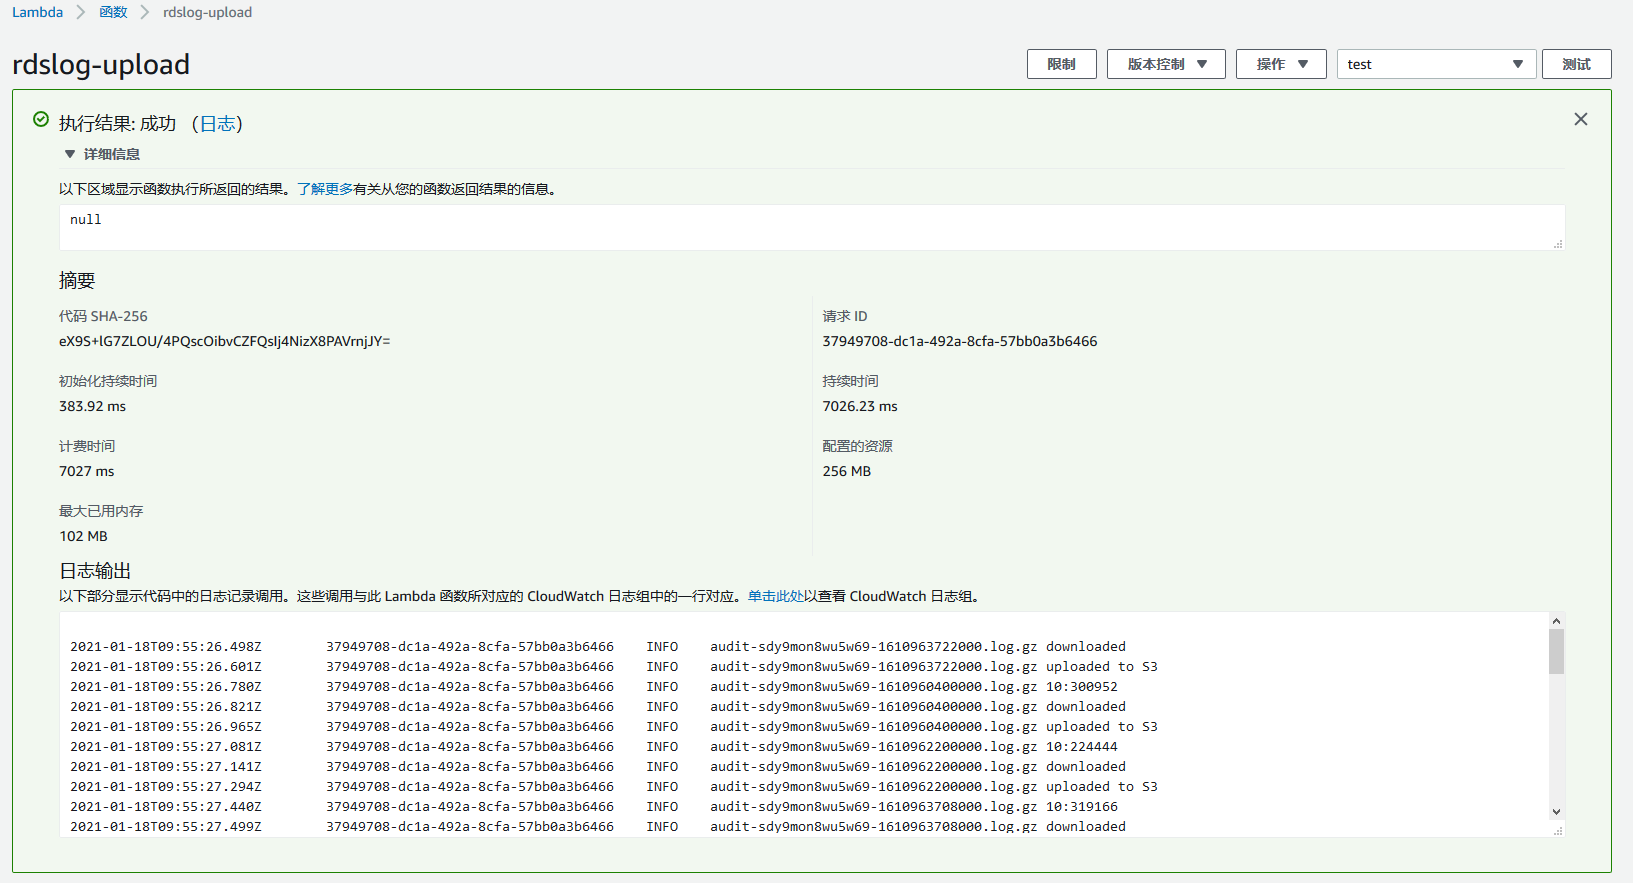 Lambda > 函数 > rdslog-upload
rdslog-upload
限制 版本控制 ▼ 操作 ▼ test ▼ 测试
执行结果: 成功 （日志）
▼ 详细信息
以下区域显示函数执行所返回的结果。了解更多有关从您的函数返回结果的信息。
null
摘要
代码 SHA-256
eX9S+lG7ZLOU/4PQscOibvCZFQsIj4NizX8PAVrnjJY=
请求 ID
37949708-dc1a-492a-8cfa-57bb0a3b6466
初始化持续时间
383.92 ms
持续时间
7026.23 ms
计费时间
7027 ms
配置的资源
256 MB
最大已用内存
102 MB
日志输出
以下部分显示代码中的日志记录调用。这些调用与此 Lambda 函数所对应的 CloudWatch 日志组中的一行对应。单击此处以查看 CloudWatch 日志组。
2021-01-18T09:55:26.498Z 37949708-dc1a-492a-8cfa-57bb0a3b6466 INFO audit-sdy9mon8wu5w69-1610963722000.log.gz downloaded
2021-01-18T09:55:26.601Z 37949708-dc1a-492a-8cfa-57bb0a3b6466 INFO audit-sdy9mon8wu5w69-1610963722000.log.gz uploaded to S3
2021-01-18T09:55:26.780Z 37949708-dc1a-492a-8cfa-57bb0a3b6466 INFO audit-sdy9mon8wu5w69-1610960400000.log.gz 10:300952
2021-01-18T09:55:26.821Z 37949708-dc1a-492a-8cfa-57bb0a3b6466 INFO audit-sdy9mon8wu5w69-1610960400000.log.gz downloaded
2021-01-18T09:55:26.965Z 37949708-dc1a-492a-8cfa-57bb0a3b6466 INFO audit-sdy9mon8wu5w69-1610960400000.log.gz uploaded to S3
2021-01-18T09:55:27.081Z 37949708-dc1a-492a-8cfa-57bb0a3b6466 INFO audit-sdy9mon8wu5w69-1610962200000.log.gz 10:224444
2021-01-18T09:55:27.141Z 37949708-dc1a-492a-8cfa-57bb0a3b6466 INFO audit-sdy9mon8wu5w69-1610962200000.log.gz downloaded
2021-01-18T09:55:27.294Z 37949708-dc1a-492a-8cfa-57bb0a3b6466 INFO audit-sdy9mon8wu5w69-1610962200000.log.gz uploaded to S3
2021-01-18T09:55:27.440Z 37949708-dc1a-492a-8cfa-57bb0a3b6466 INFO audit-sdy9mon8wu5w69-1610963708000.log.gz 10:319166
2021-01-18T09:55:27.499Z 37949708-dc1a-492a-8cfa-57bb0a3b6466 INFO audit-sdy9mon8wu5w69-1610963708000.log.gz downloaded